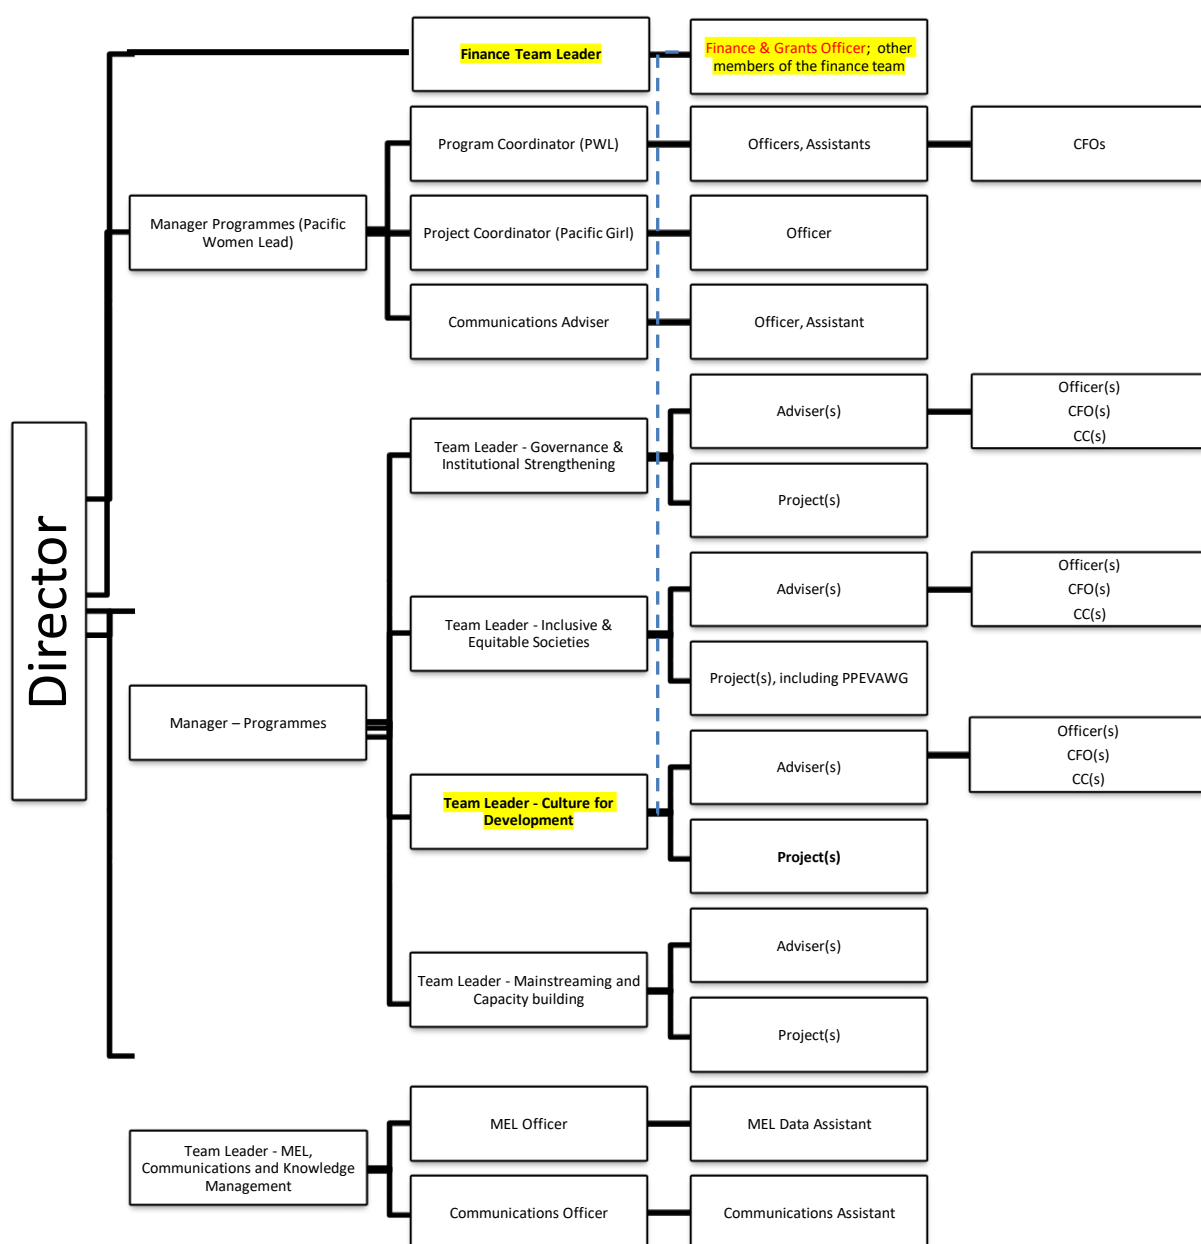 Director
Finance Team Leader
Finance & Grants Officer; other
members of the finance team
Manager Programmes (Pacific
Women Lead)
Program Coordinator (PWL)
Officers, Assistants
CFOs
Project Coordinator (Pacific Girl)
Officer
Communications Adviser
Officer, Assistant
Manager – Programmes
Team Leader - Governance &
Institutional Strengthening
Adviser(s)
Officer(s)
CFO(s)
CC(s)
Project(s)
Team Leader - Inclusive &
Equitable Societies
Adviser(s)
Officer(s)
CFO(s)
CC(s)
Project(s), including PPEVAWG
Team Leader - Culture for
Development
Adviser(s)
Officer(s)
CFO(s)
CC(s)
Project(s)
Team Leader - Mainstreaming and
Capacity building
Adviser(s)
Project(s)
Team Leader - MEL,
Communications and Knowledge
Management
MEL Officer
MEL Data Assistant
Communications Officer
Communications Assistant